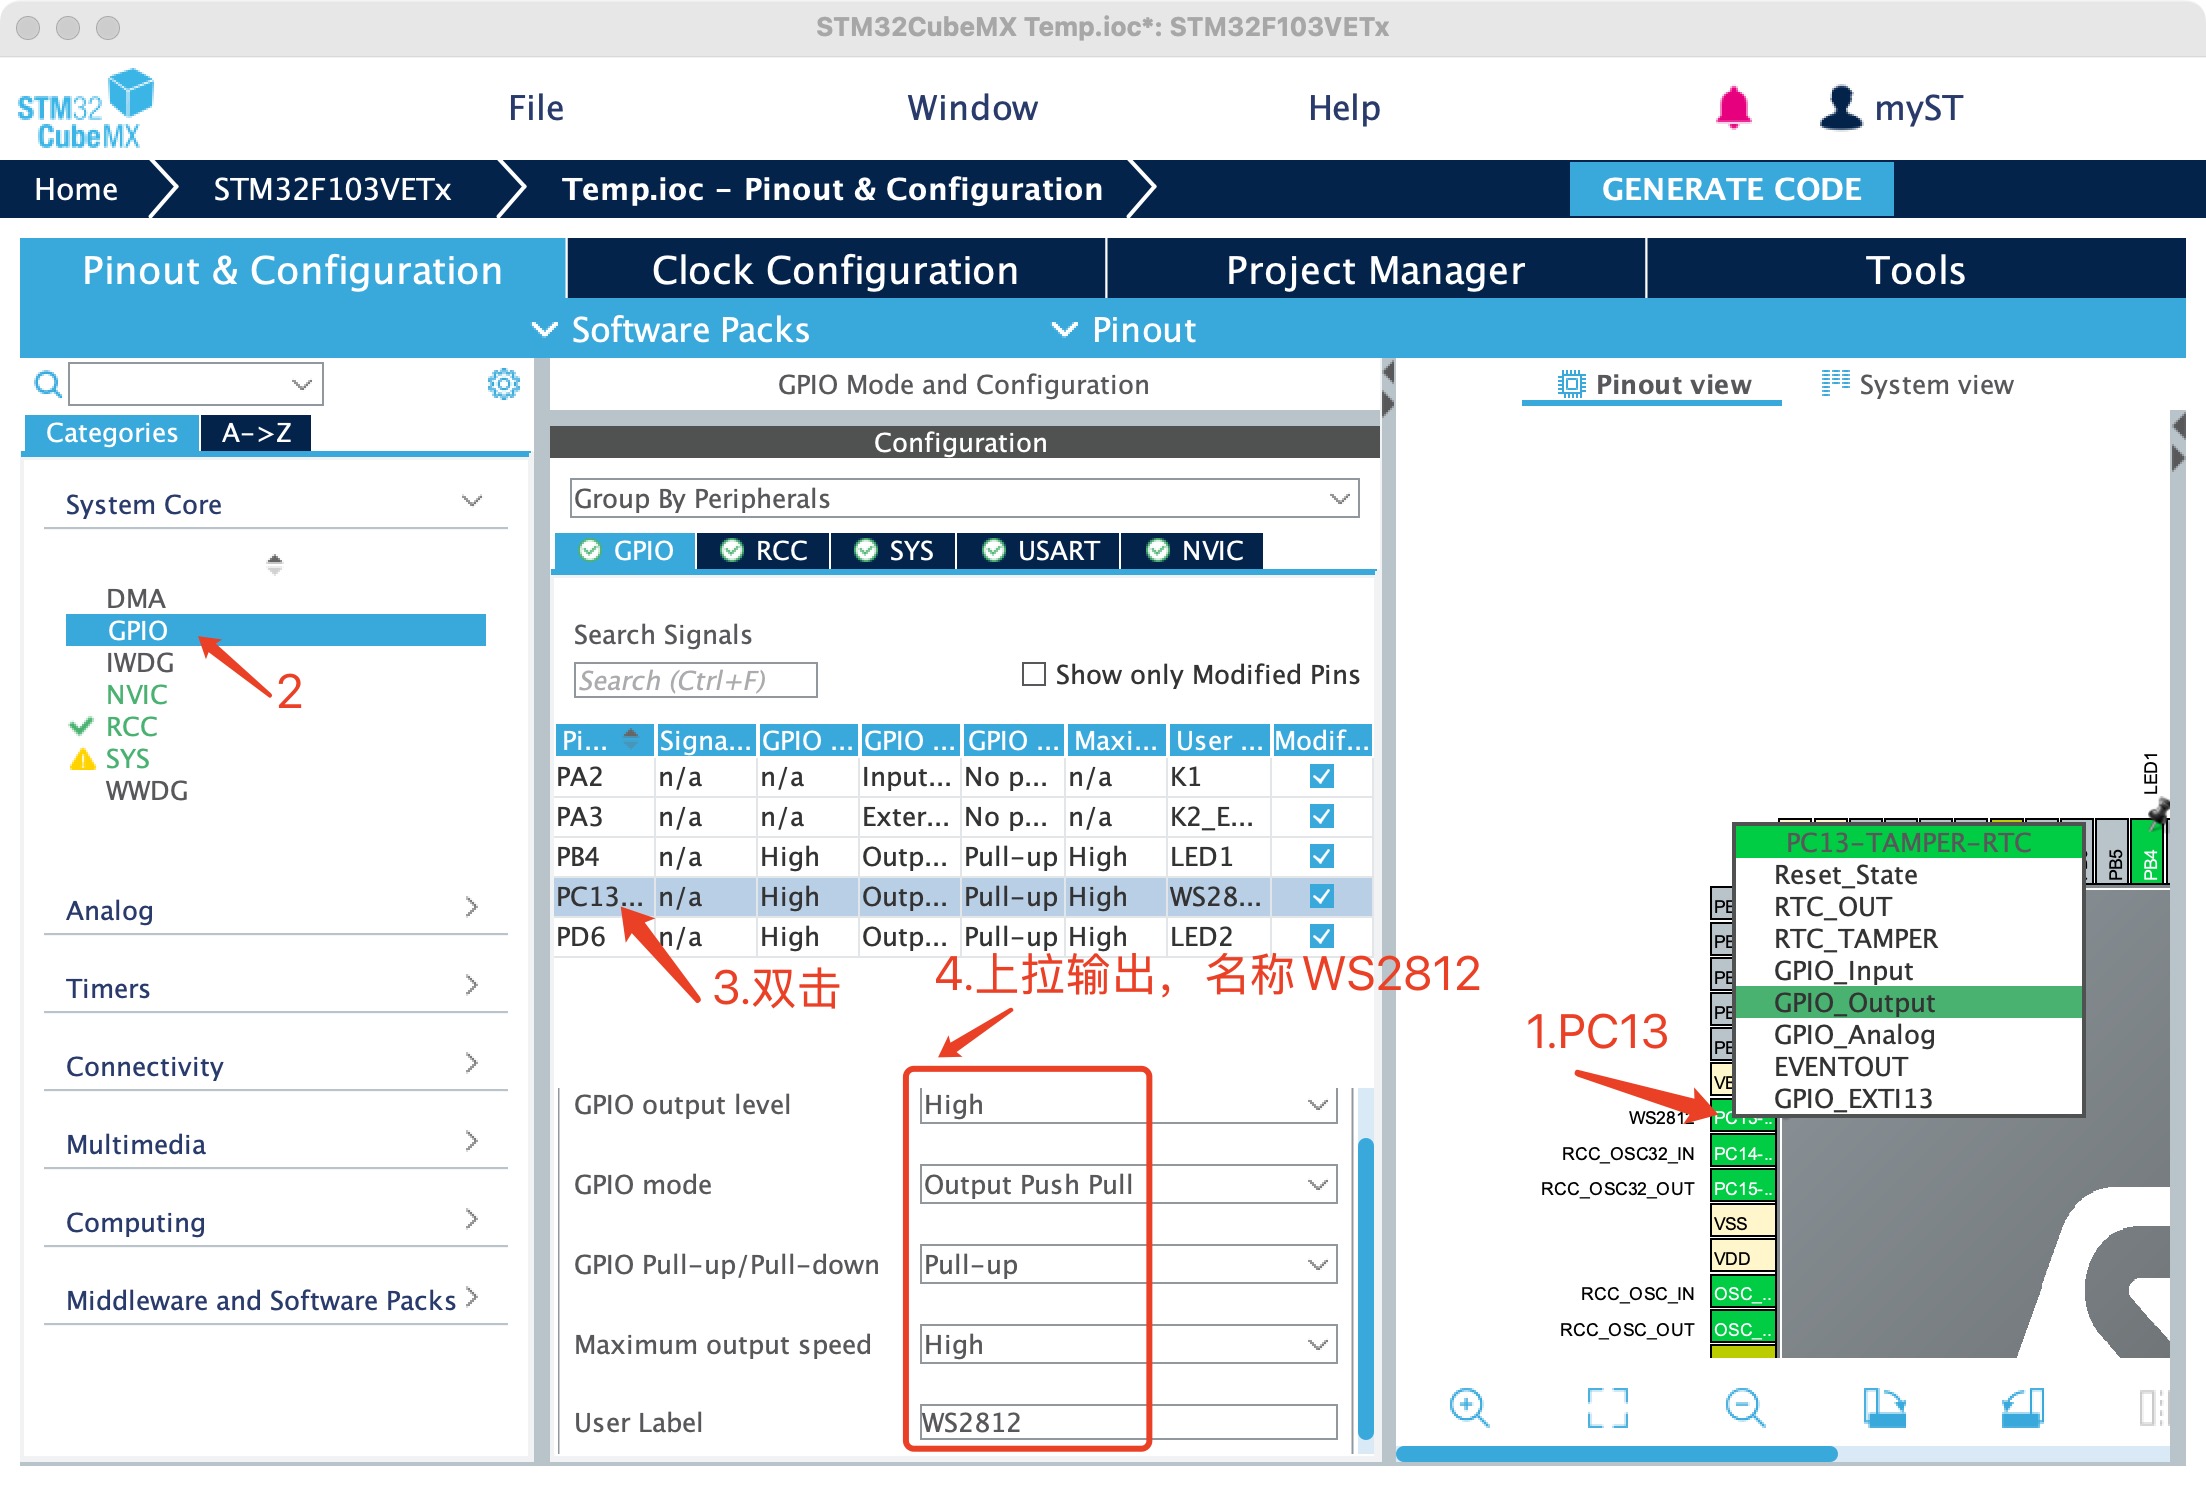 STM32CubeMX Temp.ioc*: STM32F103VETx
STM32
CubeMX
File
Window
Help
myST
Home
STM32F103VETx
Temp.ioc – Pinout & Configuration
GENERATE CODE
Pinout & Configuration
Clock Configuration
Project Manager
Tools
Software Packs
Pinout
Categories
A->Z
System Core
DMA
GPIO
IWDG
NVIC
RCC
SYS
WWDG
2
Analog
Timers
Connectivity
Multimedia
Computing
Middleware and Software Packs
GPIO Mode and Configuration
Configuration
Group By Peripherals
GPIO
RCC
SYS
USART
NVIC
Search Signals
Search (Ctrl+F)
Show only Modified Pins
Pi... Signa... GPIO ... GPIO ... GPIO ... Maxi... User ... Modif...
PA2 n/a n/a Input... No p... n/a K1
PA3 n/a n/a Exter... No p... n/a K2_E...
PB4 n/a High Outp... Pull-up High LED1
PC13... n/a High Outp... Pull-up High WS28...
PD6 n/a High Outp... Pull-up High LED2
3.双击
4.上拉输出，名称WS2812
GPIO output level High
GPIO mode Output Push Pull
GPIO Pull-up/Pull-down Pull-up
Maximum output speed High
User Label WS2812
Pinout view
System view
LED1
PB5
PB4
PC13-TAMPER-RTC
Reset_State
RTC_OUT
RTC_TAMPER
GPIO_Input
GPIO_Output
GPIO_Analog
EVENTOUT
GPIO_EXTI13
1.PC13
PE
PE
PE
PE
PE
WS2812 PC13-..
RCC_OSC32_IN PC14-..
RCC_OSC32_OUT PC15-..
VSS
VDD
RCC_OSC_IN OSC_..
RCC_OSC_OUT OSC_..